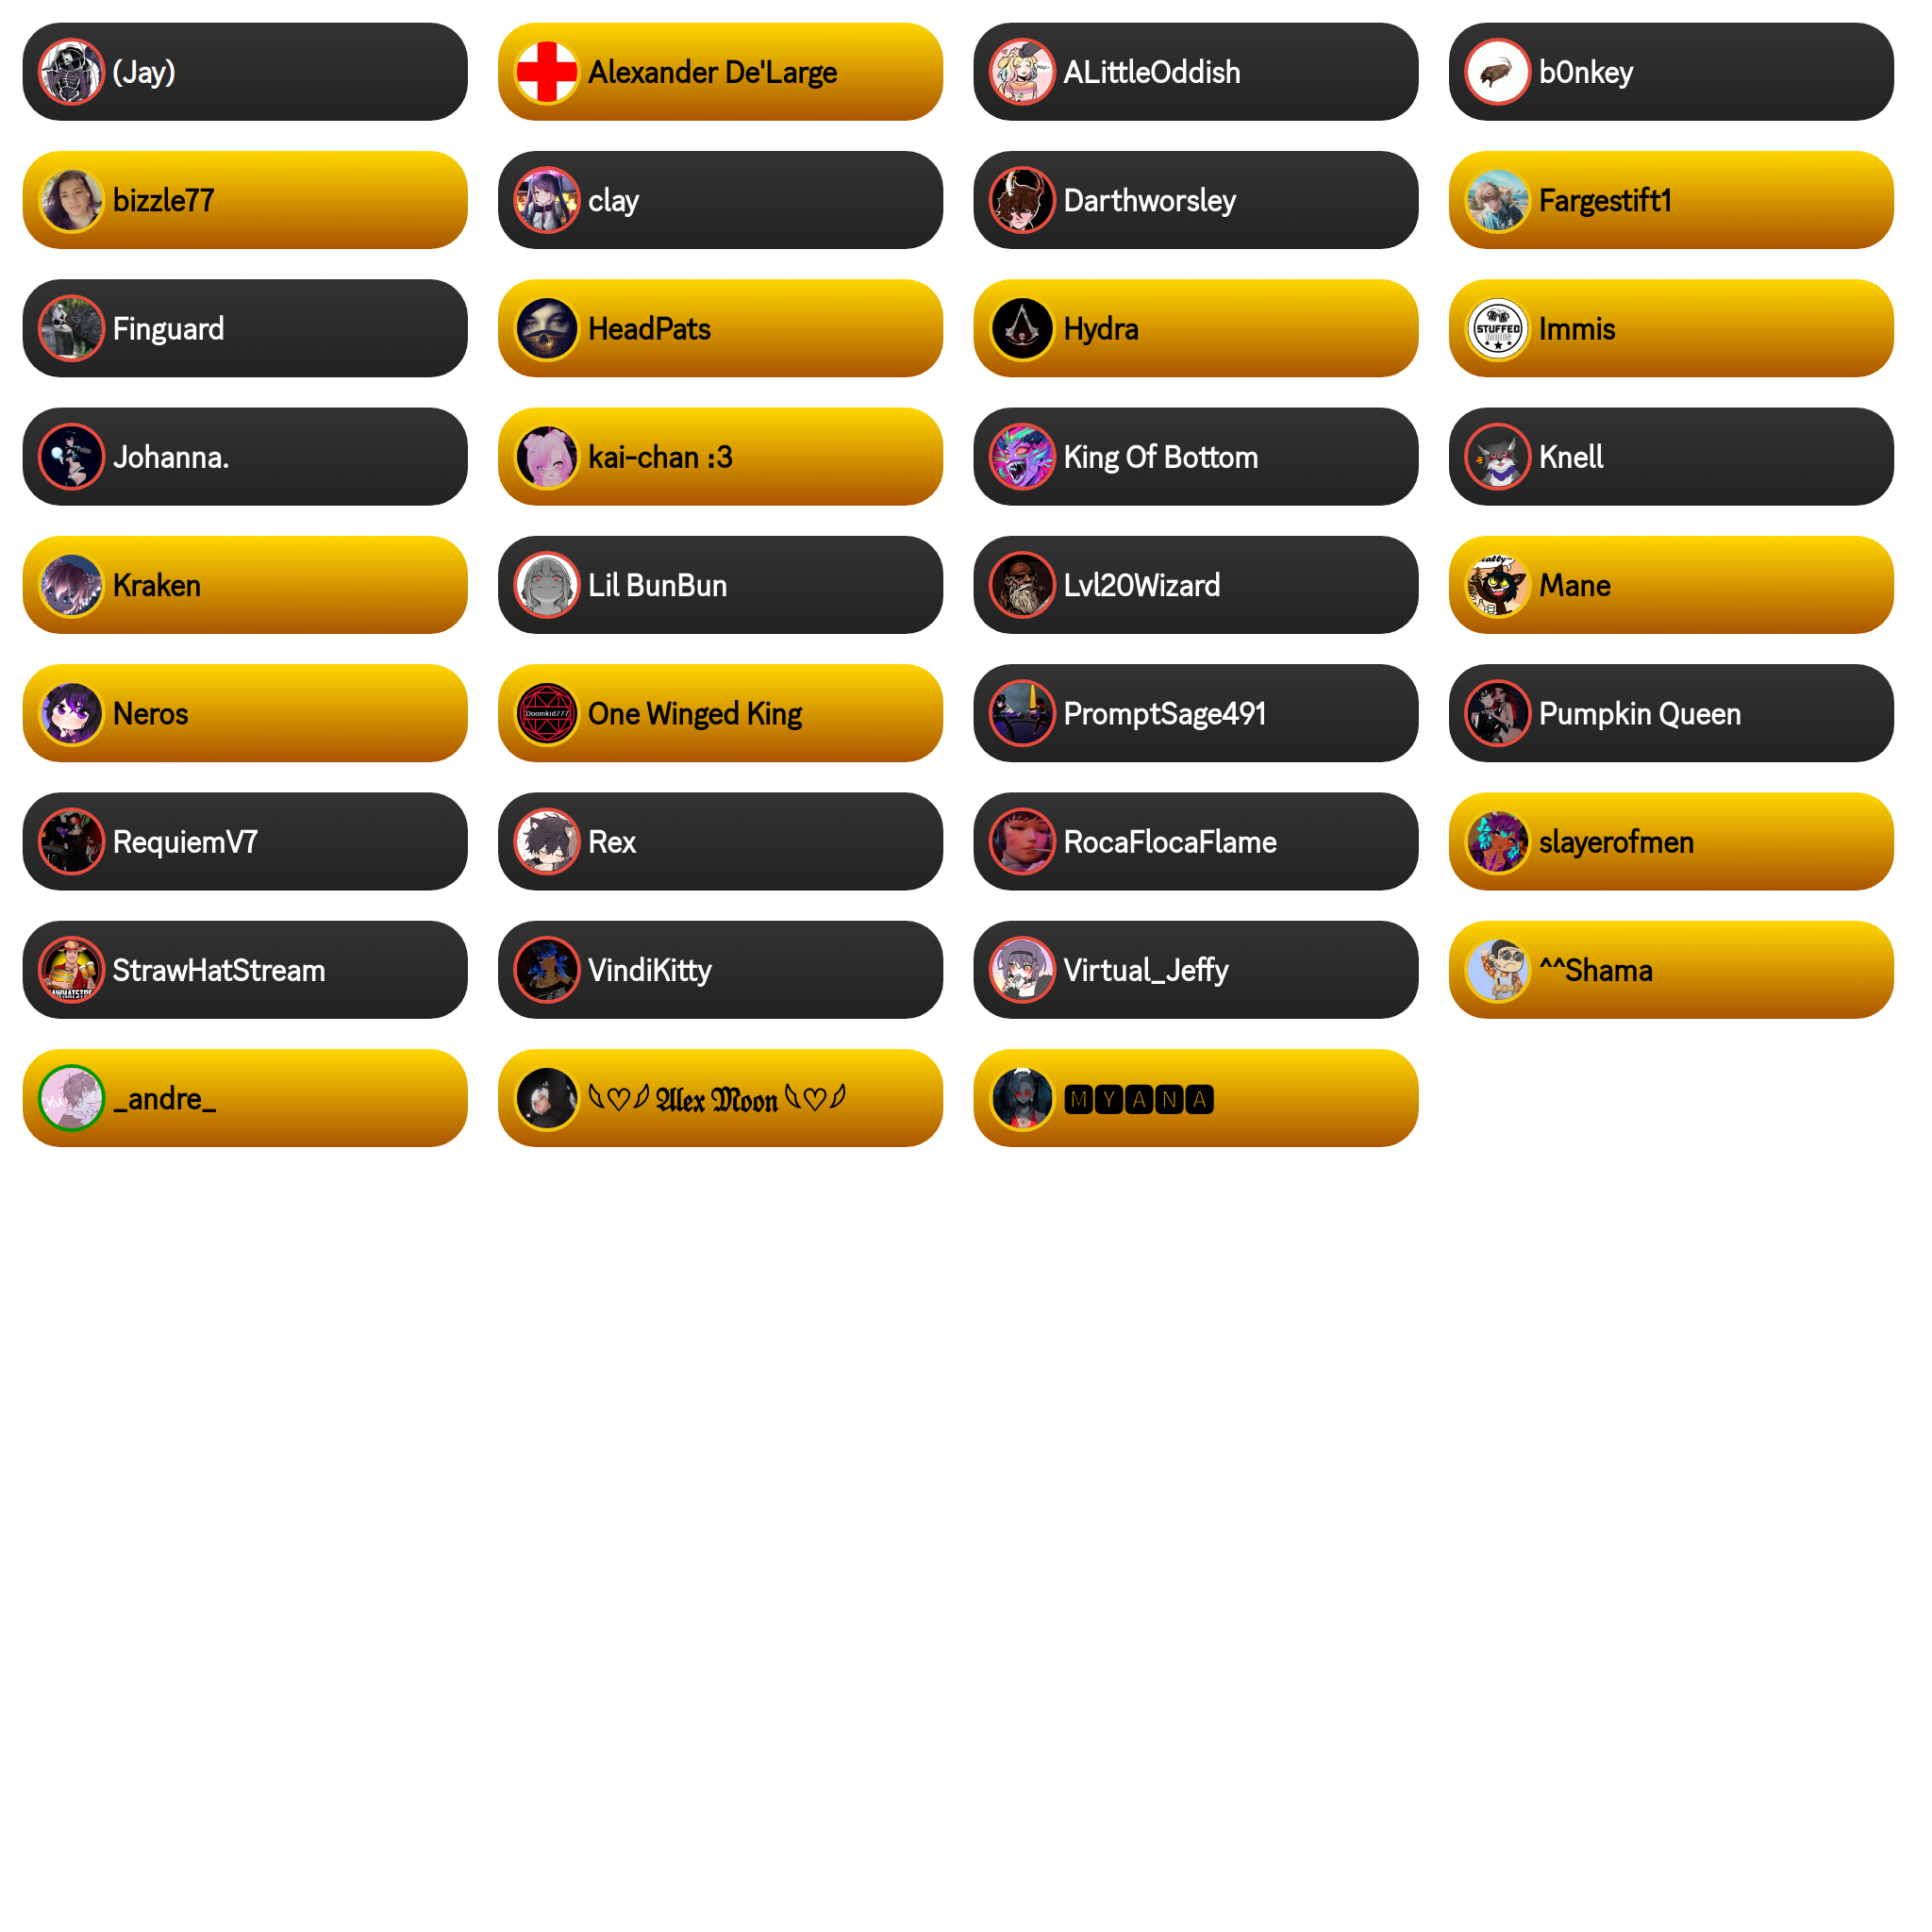 (Jay)
Alexander De'Large
ALittleOddish
b0nkey
bizzle77
clay
Darthworsley
Fargestift1
Finguard
HeadPats
Hydra
STUFFED
Immis
Johanna.
kai-chan :3
King Of Bottom
Knell
Kraken
Lil BunBun
Lvl20Wizard
Mane
Neros
Doomkid777
One Winged King
PromptSage491
Pumpkin Queen
RequiemV7
Rex
RocaFlocaFlame
slayerofmen
StrawHatStream
VindiKitty
Virtual_Jeffy
^^Shama
_andre_
♡ 𝕬𝖑𝖊𝖝 𝕸𝖔𝖔𝖓 ♡
🅼🆈🅰🅽🅰